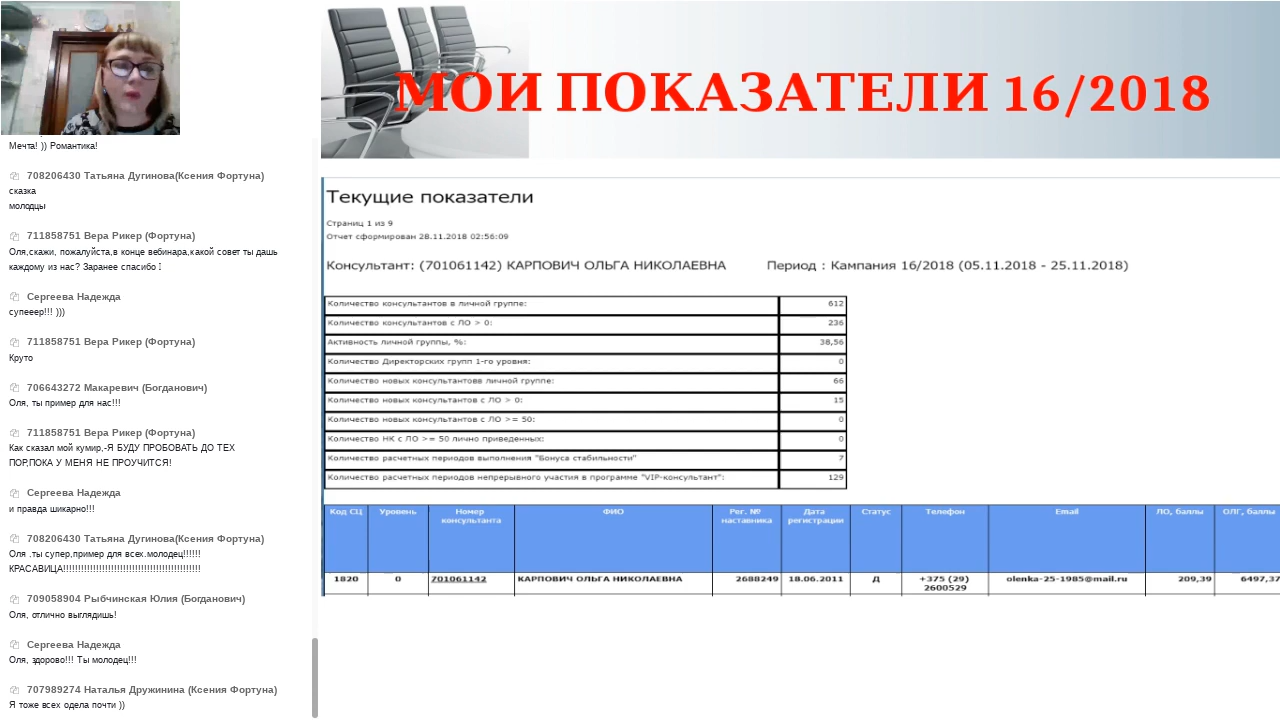 Мечта! )) Романтика!
708206430 Татьяна Дугинова(Ксения Фортуна)
сказка
молодцы
711858751 Вера Рикер (Фортуна)
Оля,скажи, пожалуйста,в конце вебинара,какой совет ты дашь
каждому из нас? Заранее спасибо
Сергеева Надежда
супееер!!! )))
711858751 Вера Рикер (Фортуна)
Круто
706643272 Макаревич (Богданович)
Оля, ты пример для нас!!!
711858751 Вера Рикер (Фортуна)
Как сказал мой кумир,-Я БУДУ ПРОБОВАТЬ ДО ТЕХ
ПОР,ПОКА У МЕНЯ НЕ ПРОУЧИТСЯ!
Сергеева Надежда
и правда шикарно!!!
708206430 Татьяна Дугинова(Ксения Фортуна)
Оля .ты супер,пример для всех.молодец!!!!!!
КРАСАВИЦА!!!!!!!!!!!!!!!!!!!!!!!!!!!!!!!!!!!!!!!!!!!!!!
709058904 Рыбчинская Юлия (Богданович)
Оля, отлично выглядишь!
Сергеева Надежда
Оля, здорово!!! Ты молодец!!!
707989274 Наталья Дружинина (Ксения Фортуна)
Я тоже всех одела почти ))
МОИ ПОКАЗАТЕЛИ 16/2018
Текущие показатели
Страниц 1 из 9
Отчет сформирован 28.11.2018 02:56:09
Консультант: (701061142) КАРПОВИЧ ОЛЬГА НИКОЛАЕВНА Период : Кампания 16/2018 (05.11.2018 - 25.11.2018)
Количество консультантов в личной группе: 612
Количество консультантов с ЛО > 0: 236
Активность личной группы, %: 38,56
Количество Директорских групп 1-го уровня: 0
Количество новых консультантовв личной группе: 66
Количество новых консультантов с ЛО > 0: 15
Количество новых консультантов с ЛО >= 50: 0
Количество НК с ЛО >= 50 лично приведенных: 0
Количество расчетных периодов выполнения "Бонуса стабильности" 7
Количество расчетных периодов непрерывного участия в программе "VIP-консультант": 129
Код СЦ Уровень Номер ФИО Рег. № Дата Статус Телефон Email ЛО, баллы ОЛГ, баллы
консультанта наставника регистрации
1820 0 701061142 КАРПОВИЧ ОЛЬГА НИКОЛАЕВНА 2688249 18.06.2011 Д +375 (29) olenka-25-1985@mail.ru 209,39 6497,37
2600529